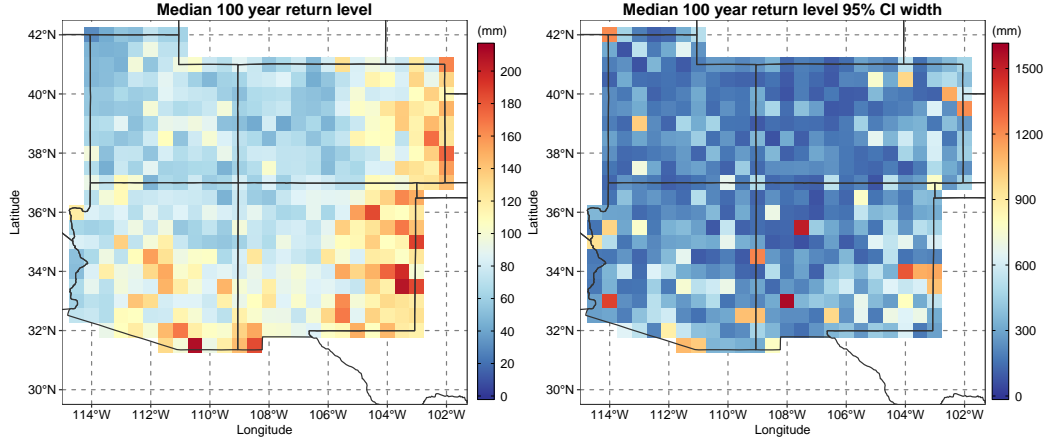 Median 100 year return level
(mm)
42°N
40°N
38°N
36°N
34°N
32°N
30°N
Latitude
114°W
112°W
110°W
108°W
106°W
104°W
102°W
Longitude
200
180
160
140
120
100
80
60
40
20
0
Median 100 year return level 95% CI width
(mm)
42°N
40°N
38°N
36°N
34°N
32°N
30°N
Latitude
114°W
112°W
110°W
108°W
106°W
104°W
102°W
Longitude
1500
1200
900
600
300
0